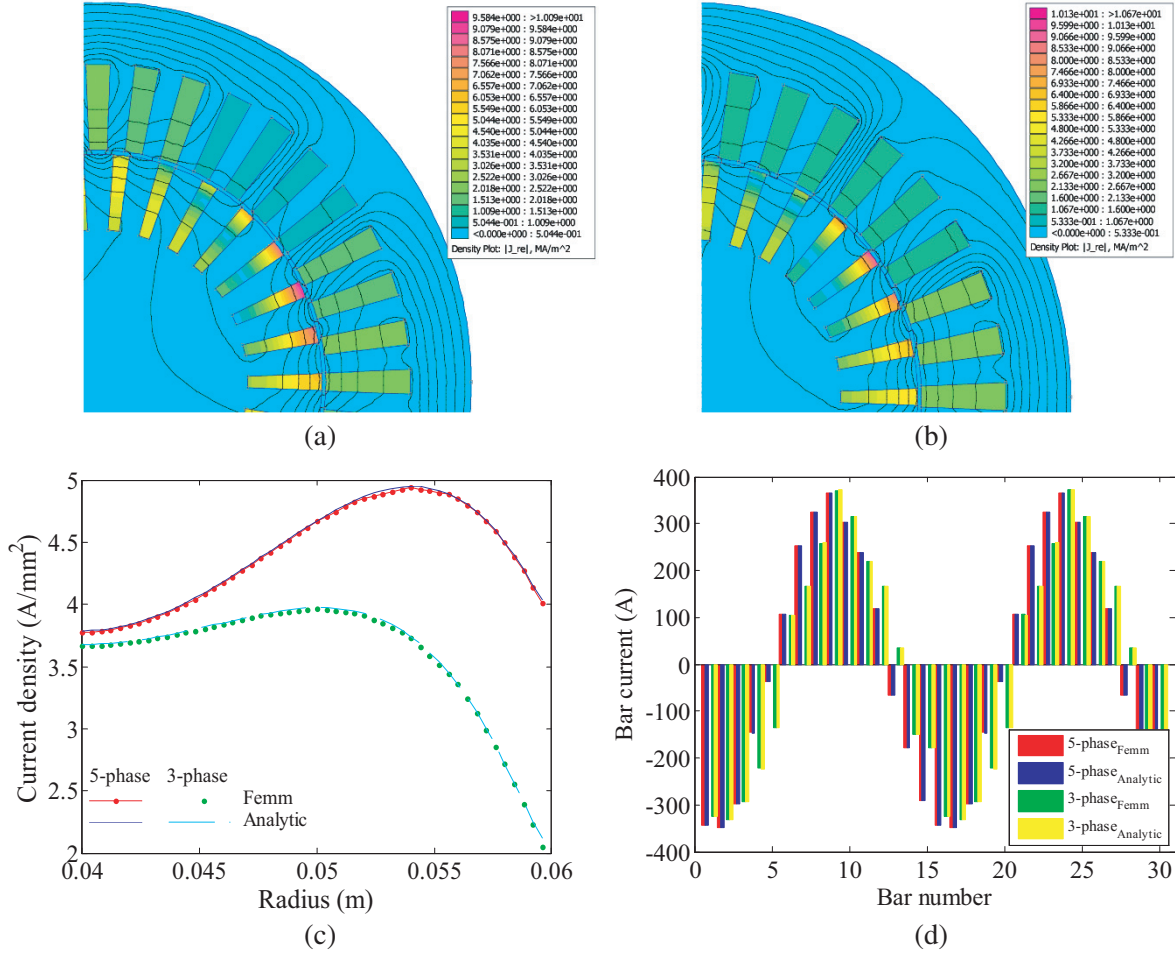 9.584e+000 : >1.009e+001
9.079e+000 : 9.584e+000
8.575e+000 : 9.079e+000
8.071e+000 : 8.575e+000
7.566e+000 : 8.071e+000
7.062e+000 : 7.566e+000
6.557e+000 : 7.062e+000
6.053e+000 : 6.557e+000
5.549e+000 : 6.053e+000
5.044e+000 : 5.549e+000
4.540e+000 : 5.044e+000
4.035e+000 : 4.540e+000
3.531e+000 : 4.035e+000
3.026e+000 : 3.531e+000
2.522e+000 : 3.026e+000
2.018e+000 : 2.522e+000
1.513e+000 : 2.018e+000
1.009e+000 : 1.513e+000
5.044e-001 : 1.009e+000
<0.000e+000 : 5.044e-001
Density Plot: |J_re|, MA/m^2
(a)
1.013e+001 : >1.067e+001
9.599e+000 : 1.013e+001
9.066e+000 : 9.599e+000
8.533e+000 : 9.066e+000
8.000e+000 : 8.533e+000
7.466e+000 : 8.000e+000
6.933e+000 : 7.466e+000
6.400e+000 : 6.933e+000
5.866e+000 : 6.400e+000
5.333e+000 : 5.866e+000
4.800e+000 : 5.333e+000
4.266e+000 : 4.800e+000
3.733e+000 : 4.266e+000
3.200e+000 : 3.733e+000
2.667e+000 : 3.200e+000
2.133e+000 : 2.667e+000
1.600e+000 : 2.133e+000
1.067e+000 : 1.600e+000
5.333e-001 : 1.067e+000
<0.000e+000 : 5.333e-001
Density Plot: |J_re|, MA/m^2
(b)
Current density (A/mm²)
5
4.5
4
3.5
3
2.5
2
5-phase 3-phase
Femm
Analytic
0.04 0.045 0.05 0.055 0.06
Radius (m)
(c)
Bar current (A)
400
300
200
100
0
-100
-200
-300
-400
5-phase Femm
5-phase Analytic
3-phase Femm
3-phase Analytic
0 5 10 15 20 25 30
Bar number
(d)